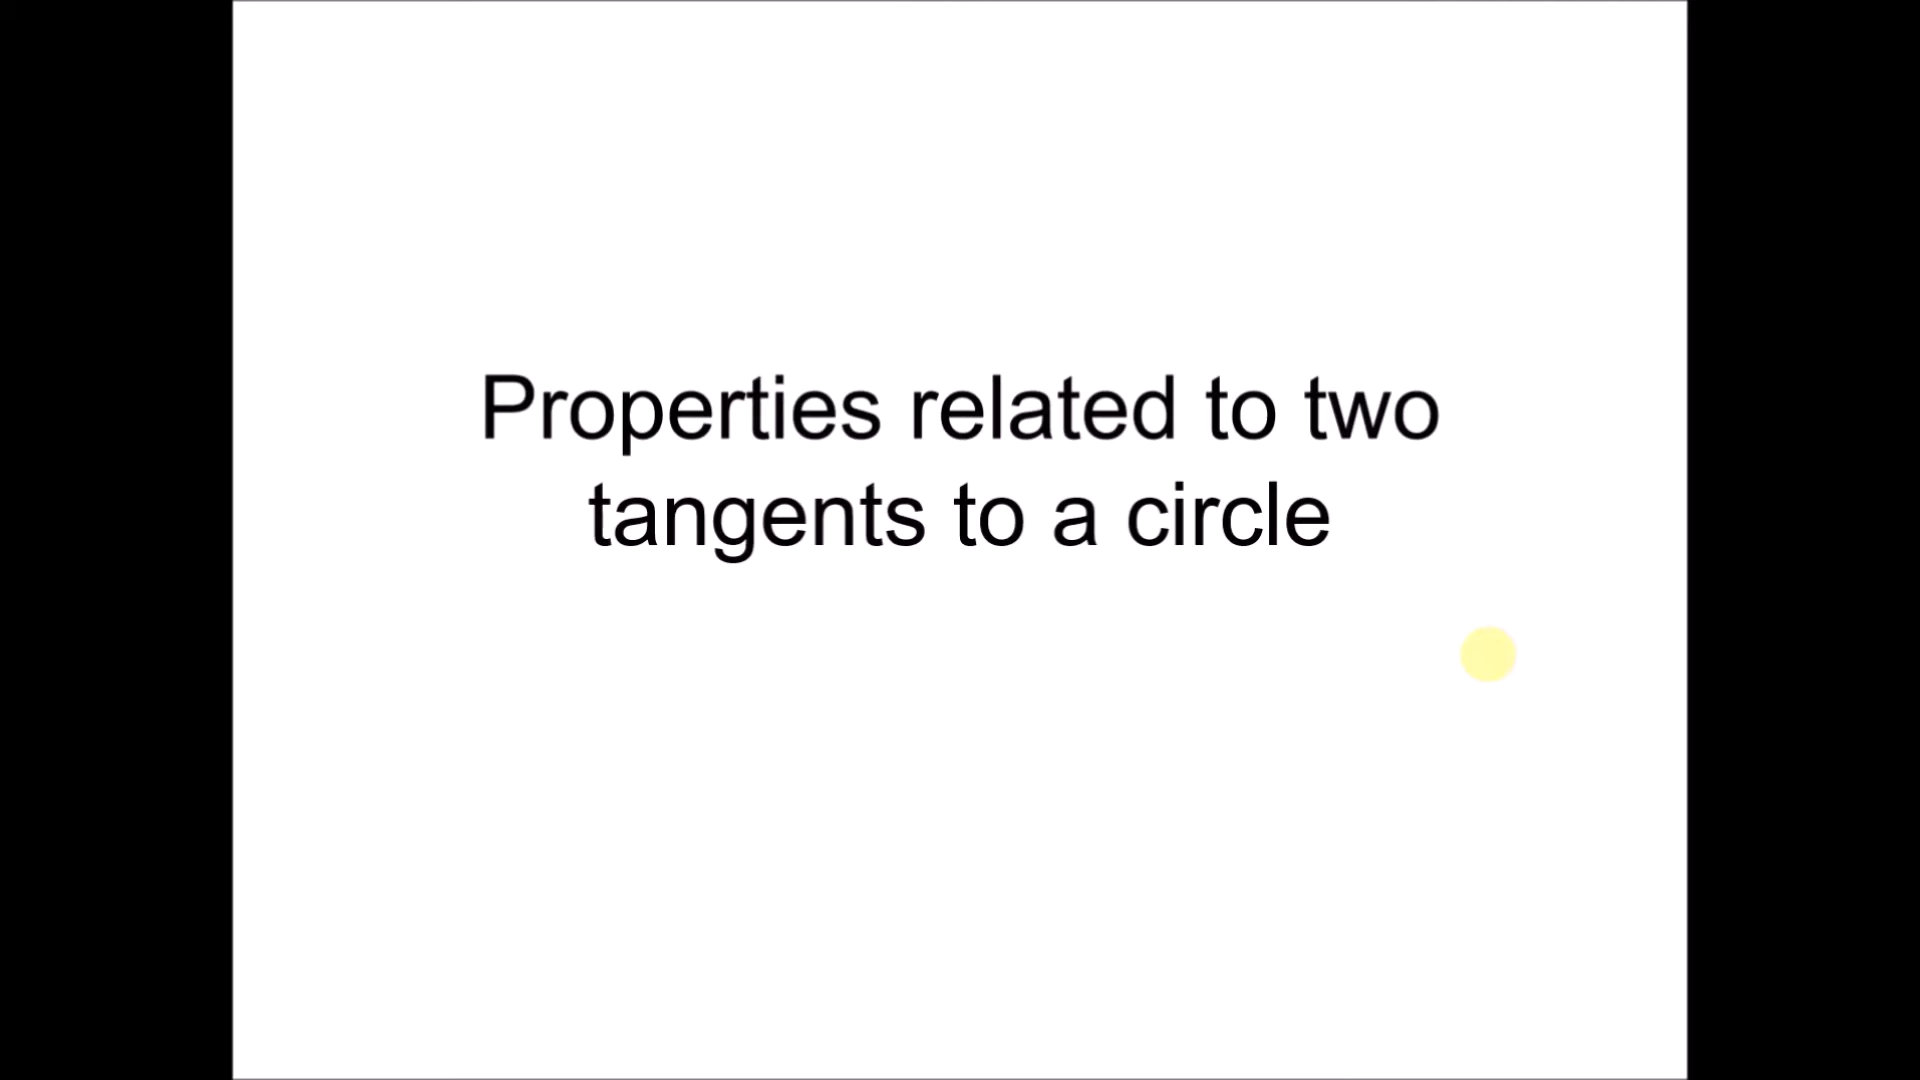 Properties related to two
tangents to a circle